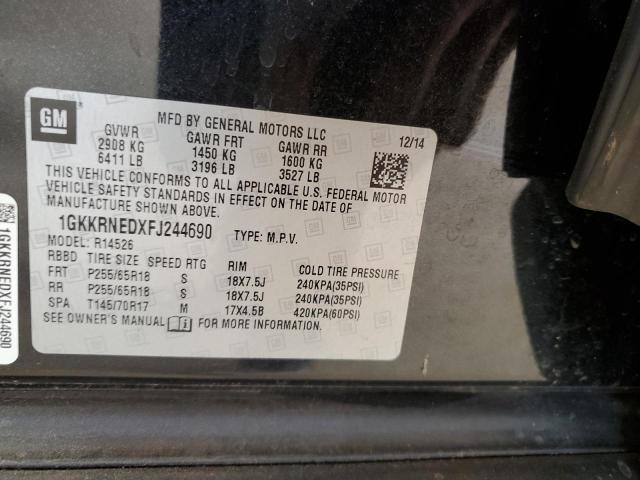 GM
MFD BY GENERAL MOTORS LLC
GVWR GAWR FRT GAWR RR 12/14
2908 KG 1450 KG 1600 KG
6411 LB 3196 LB 3527 LB
THIS VEHICLE CONFORMS TO ALL APPLICABLE U.S. FEDERAL MOTOR
VEHICLE SAFETY STANDARDS IN EFFECT ON THE DATE OF
MANUFACTURE SHOWN ABOVE.
1GKKRNEDXFJ244690 TYPE: M.P.V.
MODEL: R14526
RBBD TIRE SIZE SPEED RTG RIM COLD TIRE PRESSURE
FRT P255/65R18 S 18X7.5J 240KPA(35PSI)
RR P255/65R18 S 18X7.5J 240KPA(35PSI)
SPA T145/70R17 M 17X4.5B 420KPA(60PSI)
SEE OWNER'S MANUAL FOR MORE INFORMATION.
1GKKRNEDXFJ244690